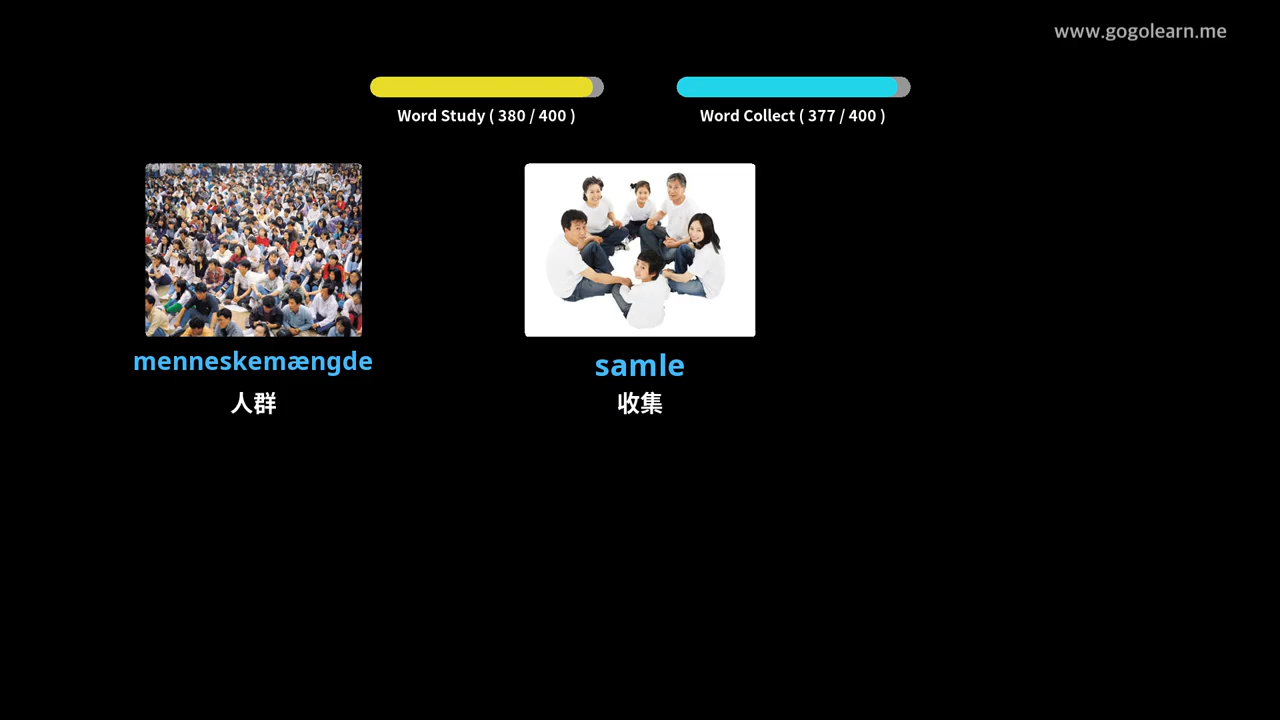 www.gogolearn.me
Word Study ( 380 / 400 )
Word Collect ( 377 / 400 )
menneskemængde
人群
samle
收集